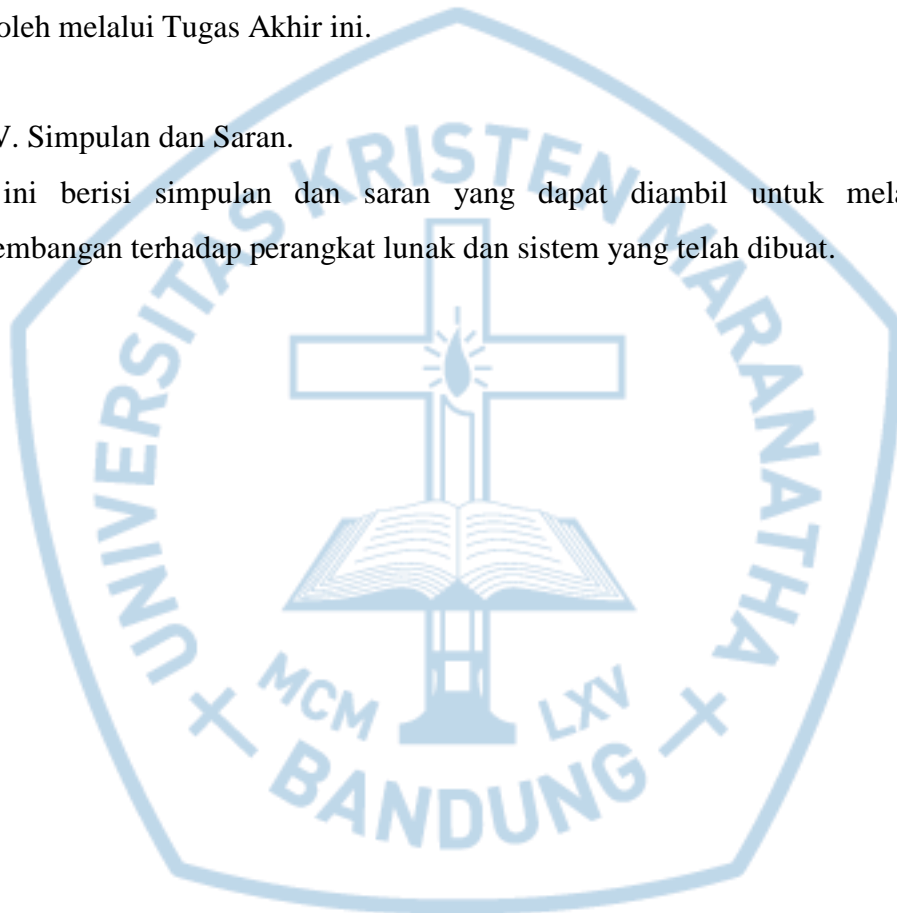 oleh melalui Tugas Akhir ini.
V. Simpulan dan Saran.
ini berisi simpulan dan saran yang dapat diambil untuk mela
embangan terhadap perangkat lunak dan sistem yang telah dibuat.
UNIVERSITAS KRISTEN MARANATHA
MCM LXV
BANDUNG